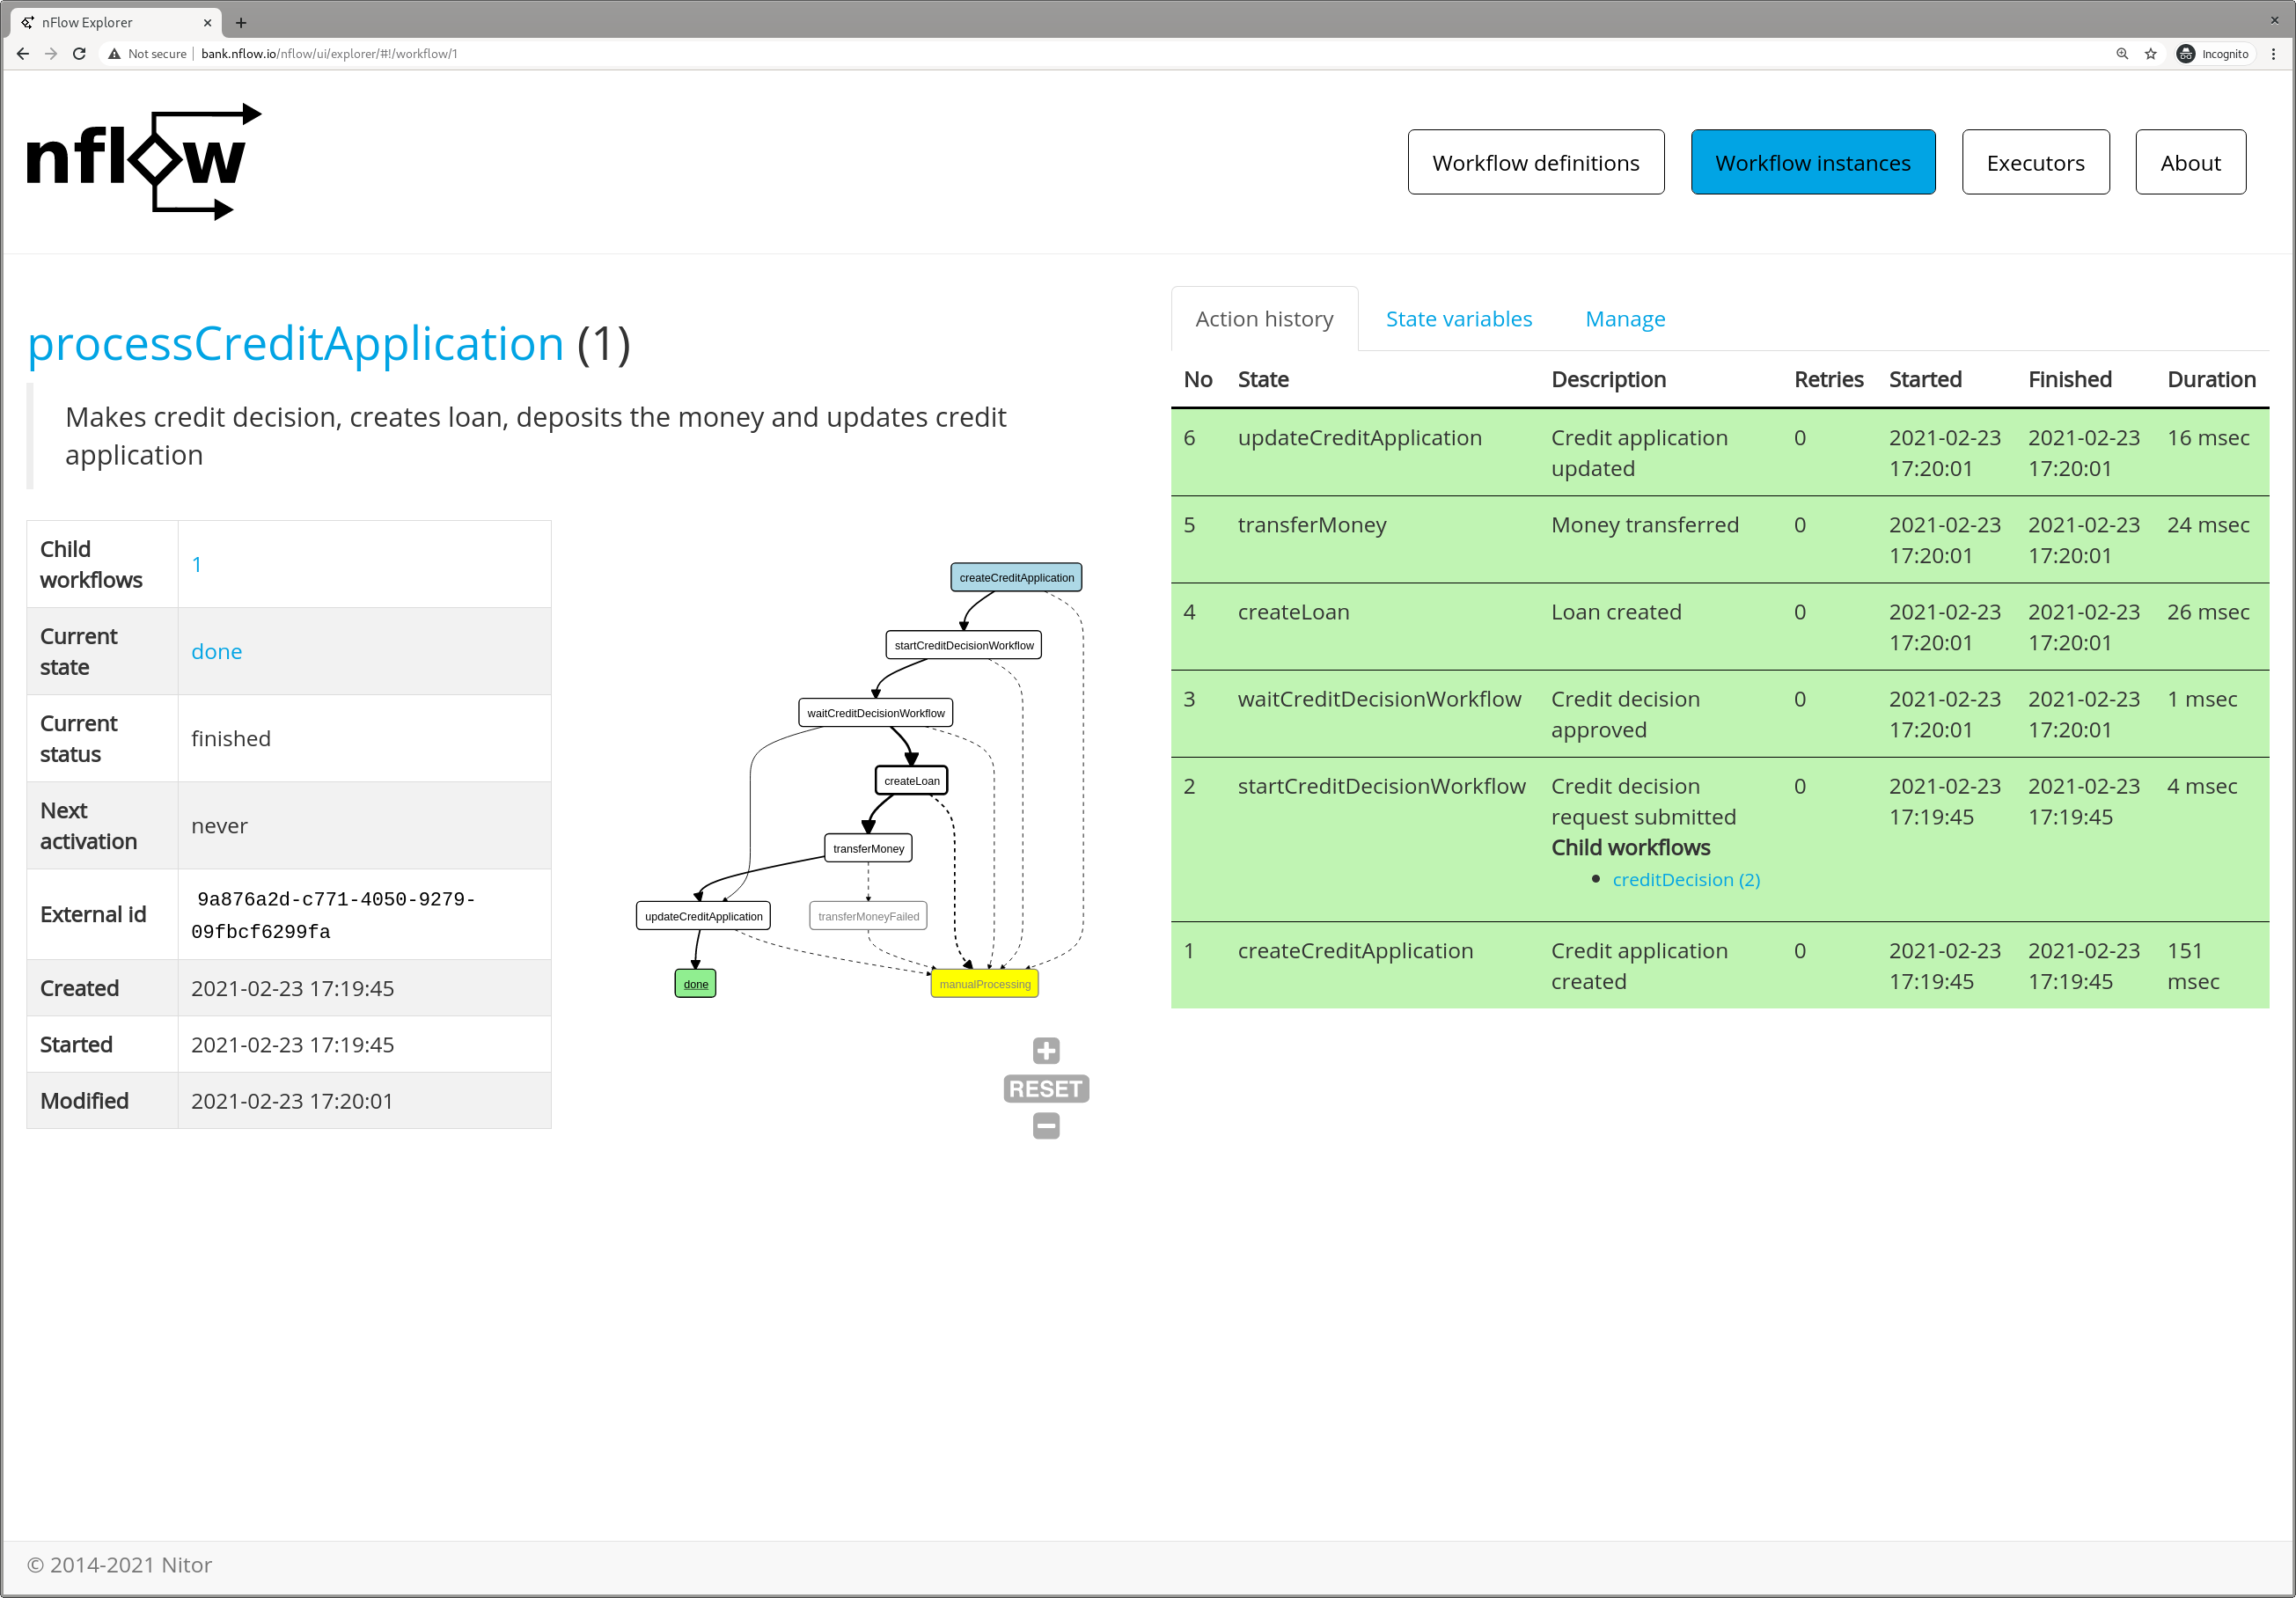 nFlow Explorer
Not secure bank.nflow.io/nflow/ui/explorer/#!/workflow/1
Incognito
nflow
Workflow definitions
Workflow instances
Executors
About
processCreditApplication (1)
Makes credit decision, creates loan, deposits the money and updates credit
application
Child
workflows
1
Current
state
done
Current
status
finished
Next
activation
never
External id
9a876a2d-c771-4050-9279-
09fbcf6299fa
Created
2021-02-23 17:19:45
Started
2021-02-23 17:19:45
Modified
2021-02-23 17:20:01
createCreditApplication
startCreditDecisionWorkflow
waitCreditDecisionWorkflow
createLoan
transferMoney
updateCreditApplication
transferMoneyFailed
done
manualProcessing
RESET
Action history
State variables
Manage
No State Description Retries Started Finished Duration
6 updateCreditApplication Credit application 0 2021-02-23 2021-02-23 16 msec
updated 17:20:01 17:20:01
5 transferMoney Money transferred 0 2021-02-23 2021-02-23 24 msec
17:20:01 17:20:01
4 createLoan Loan created 0 2021-02-23 2021-02-23 26 msec
17:20:01 17:20:01
3 waitCreditDecisionWorkflow Credit decision 0 2021-02-23 2021-02-23 1 msec
approved 17:20:01 17:20:01
2 startCreditDecisionWorkflow Credit decision 0 2021-02-23 2021-02-23 4 msec
request submitted 17:19:45 17:19:45
Child workflows
creditDecision (2)
1 createCreditApplication Credit application 0 2021-02-23 2021-02-23 151
created 17:19:45 17:19:45 msec
© 2014-2021 Nitor